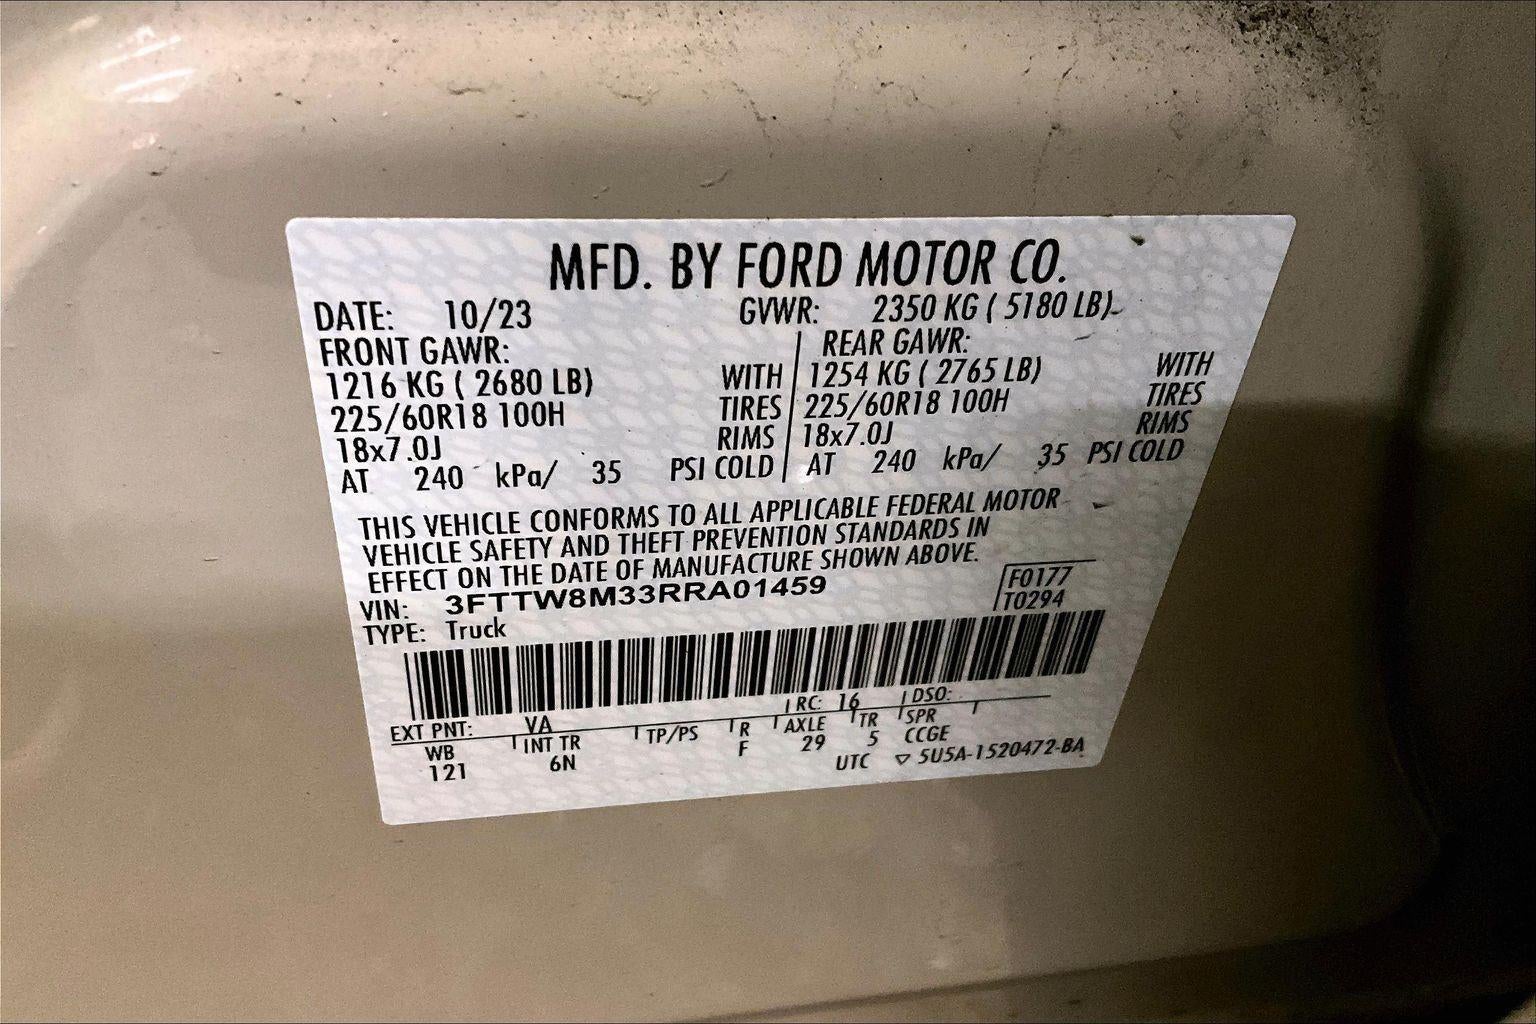 MFD. BY FORD MOTOR CO.
DATE: 10/23 GVWR: 2350 KG ( 5180 LB)
FRONT GAWR: REAR GAWR:
1216 KG ( 2680 LB) WITH 1254 KG ( 2765 LB) WITH
225/60R18 100H TIRES 225/60R18 100H TIRES
18x7.0J RIMS 18x7.0J RIMS
AT 240 kPa/ 35 PSI COLD AT 240 kPa/ 35 PSI COLD
THIS VEHICLE CONFORMS TO ALL APPLICABLE FEDERAL MOTOR
VEHICLE SAFETY AND THEFT PREVENTION STANDARDS IN
EFFECT ON THE DATE OF MANUFACTURE SHOWN ABOVE.
VIN: 3FTTW8M33RRA01459 F0177
TYPE: Truck T0294
EXT PNT: VA RC: 16 DSO:
WB INT TR TP/PS R AXLE TR SPR
121 6N F 29 5 CCGE
UTC ▽ 5U5A-1520472-BA